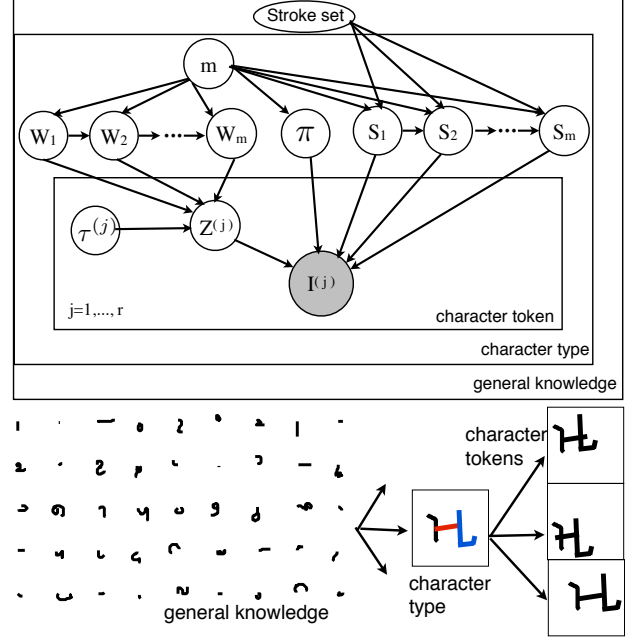 Stroke set
m
W₁ W₂ ... Wₘ π S₁ S₂ ... Sₘ
τ⁽ʲ⁾ Z⁽ʲ⁾
I⁽ʲ⁾
j=1,..., r
character token
character type
general knowledge
character
tokens
character
type
general knowledge